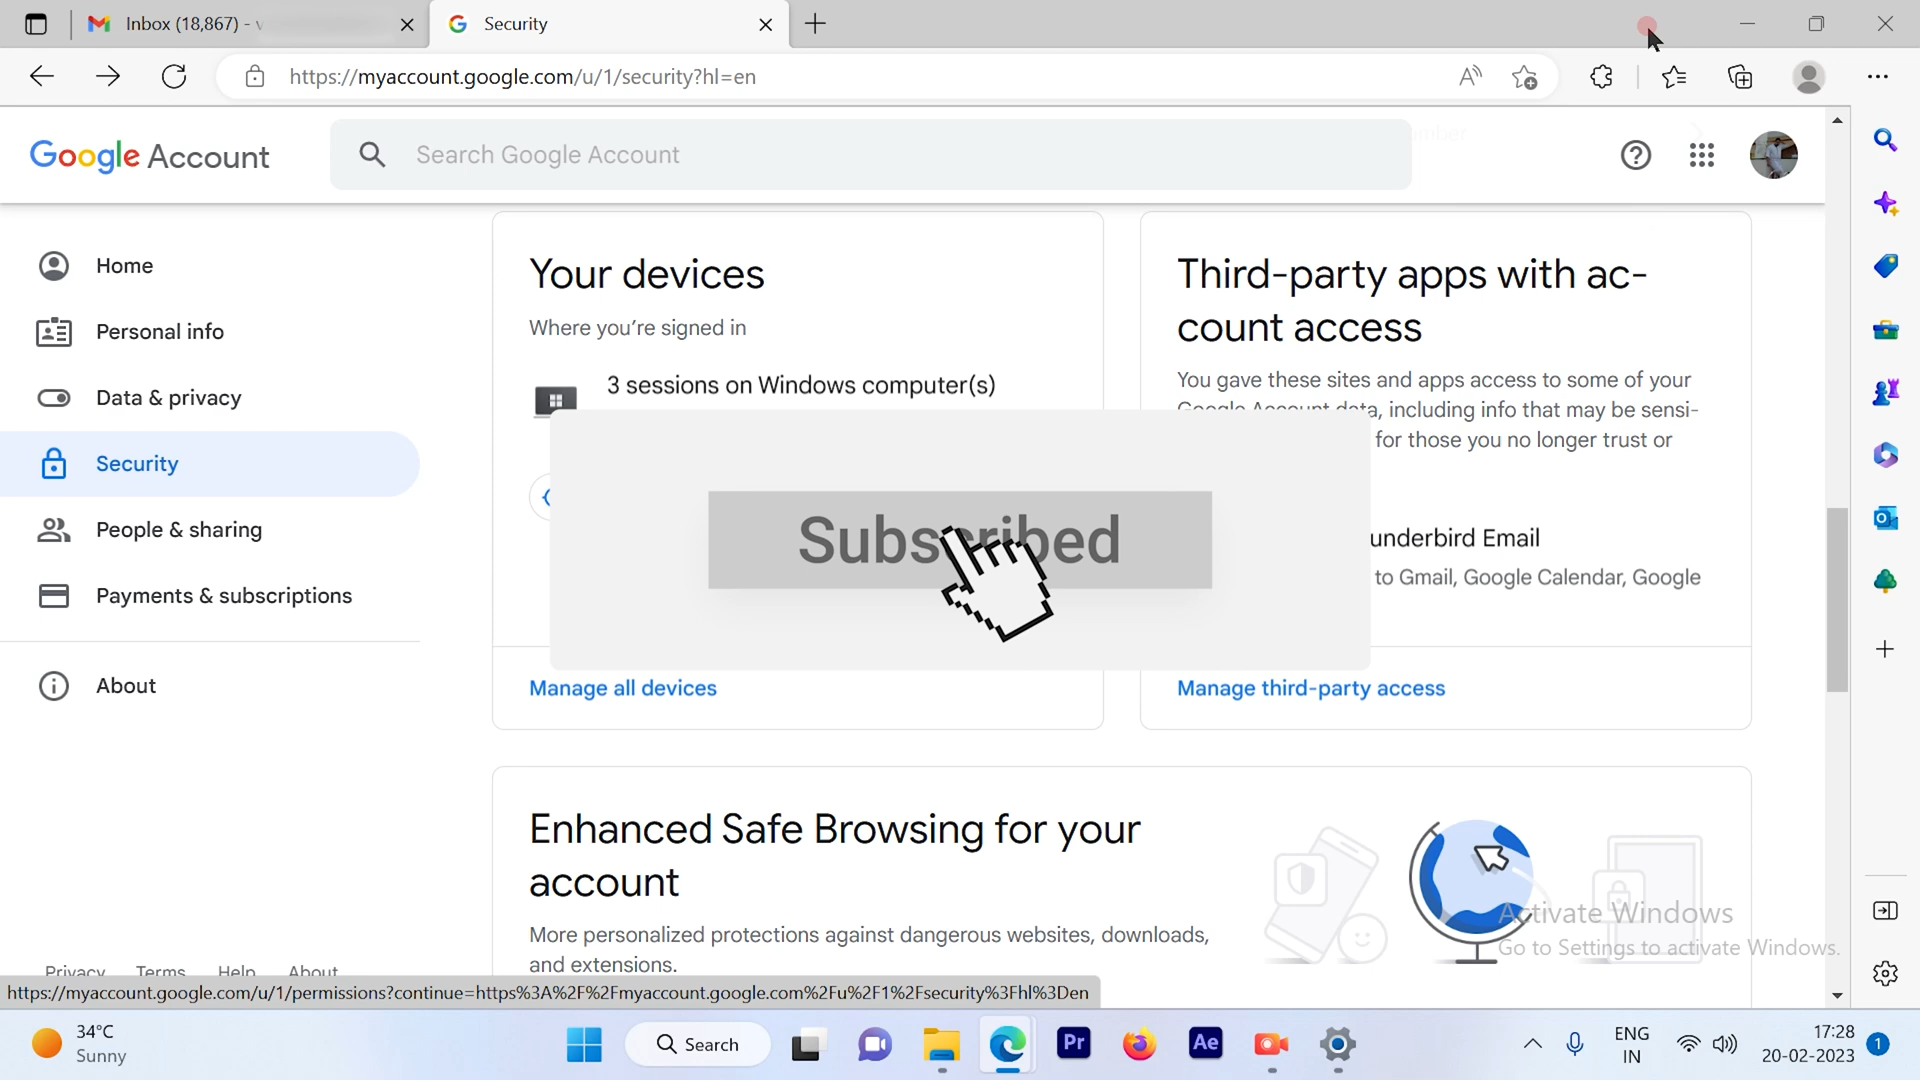 Inbox (18,867) -
Security
https://myaccount.google.com/u/1/security?hl=en
Google Account
Search Google Account
Home
Personal info
Data & privacy
Security
People & sharing
Payments & subscriptions
About
Your devices
Where you're signed in
3 sessions on Windows computer(s)
Manage all devices
Third-party apps with ac-
count access
You gave these sites and apps access to some of your
data, including info that may be sensi-
for those you no longer trust or
underbird Email
to Gmail, Google Calendar, Google
Manage third-party access
Subscribed
Enhanced Safe Browsing for your
account
More personalized protections against dangerous websites, downloads,
and extensions.
Activate Windows
Go to Settings to activate Windows.
Privacy Terms Help About
https://myaccount.google.com/u/1/permissions?continue=https%3A%2F%2Fmyaccount.google.com%2Fu%2F1%2Fsecurity%3Fhl%3Den
34°C
Sunny
Search
Pr
Ae
ENG
IN
17:28
20-02-2023
1